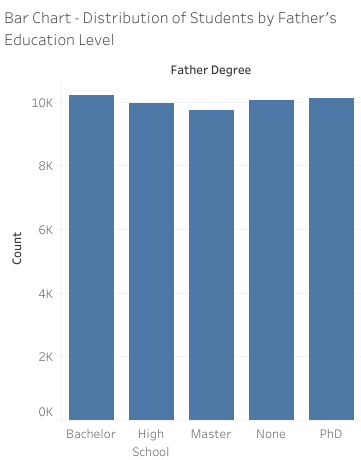 Bar Chart - Distribution of Students by Father’s
Education Level
Father Degree
10K
8K
6K
4K
2K
0K
Count
Bachelor
High
School
Master
None
PhD